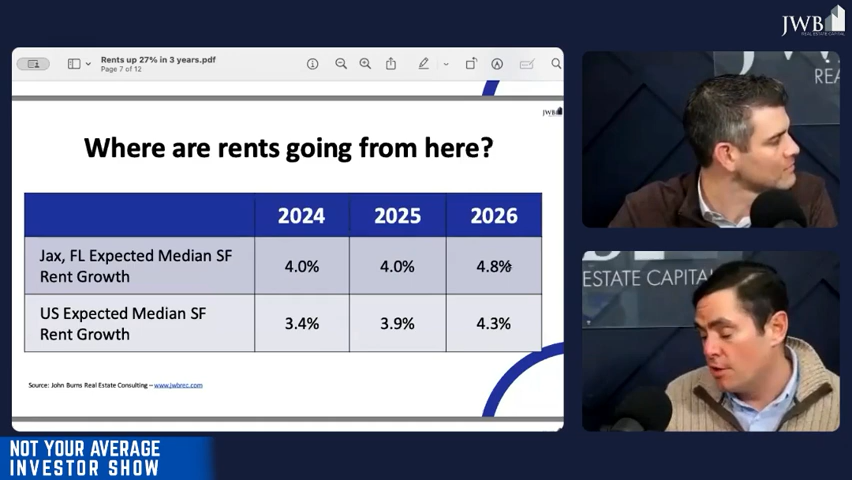 JWB
REAL ESTATE CAPITAL
Rents up 27% in 3 years.pdf
Page 7 of 12
JWB
Where are rents going from here?
2024 2025 2026
Jax, FL Expected Median SF
Rent Growth
4.0% 4.0% 4.8%
US Expected Median SF
Rent Growth
3.4% 3.9% 4.3%
Source: John Burns Real Estate Consulting – www.jwbrec.com
JWB
REA
ESTATE CAPITA
NOT YOUR AVERAGE
INVESTOR SHOW